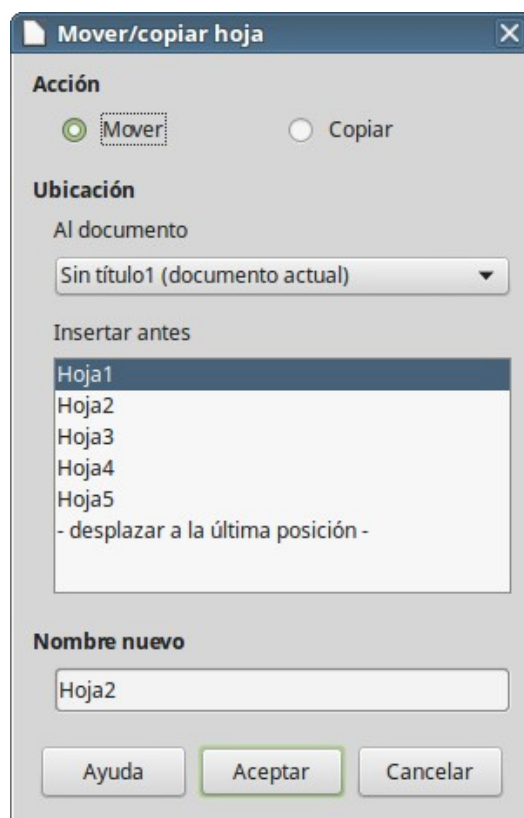 Mover/copiar hoja
Acción
Mover Copiar
Ubicación
Al documento
Sin título1 (documento actual)
Insertar antes
Hoja1
Hoja2
Hoja3
Hoja4
Hoja5
- desplazar a la última posición -
Nombre nuevo
Hoja2
Ayuda Aceptar Cancelar